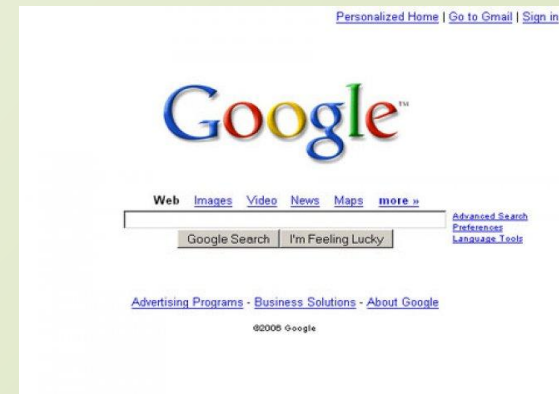 Personalized Home | Go to Gmail | Sign in
Google™
Web Images Video News Maps more »
Advanced Search
Preferences
Language Tools
Google Search I'm Feeling Lucky
Advertising Programs - Business Solutions - About Google
©2006 Google